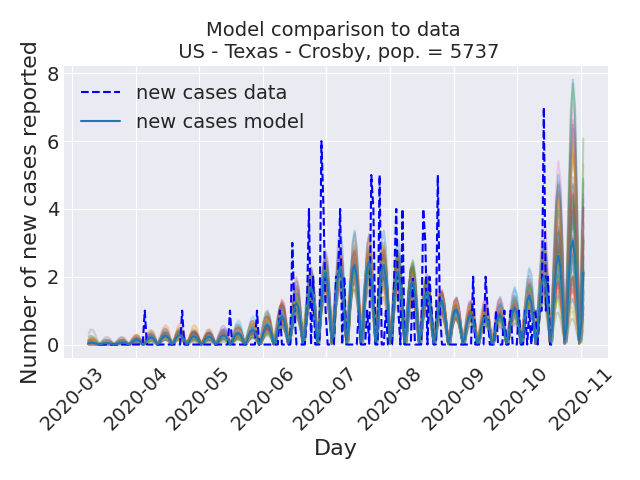 Model comparison to data
US - Texas - Crosby, pop. = 5737
Number of new cases reported
8
6
4
2
0
new cases data
new cases model
2020-03
2020-04
2020-05
2020-06
2020-07
2020-08
2020-09
2020-10
2020-11
Day